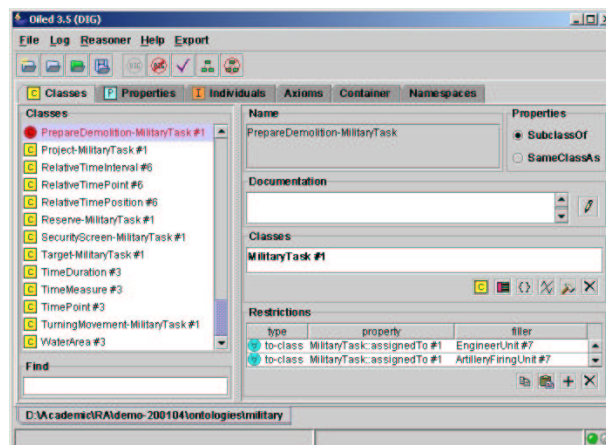 Oiled 3.5 (DIG)
File Log Reasoner Help Export
C Classes P Properties I Individuals Axioms Container Namespaces
Classes
PrepareDemolition-MilitaryTask #1
C Project-MilitaryTask #1
C RelativeTimeInterval #6
C RelativeTimePoint #6
C RelativeTimePosition #6
C Reserve-MilitaryTask #1
C SecurityScreen-MilitaryTask #1
C Target-MilitaryTask #1
C TimeDuration #3
C TimeMeasure #3
C TimePoint #3
C TurningMovement-MilitaryTask #1
C WaterArea #3
Find
Name
PrepareDemolition-MilitaryTask
Properties
SubclassOf
SameClassAs
Documentation
Classes
MilitaryTask #1
C {}
Restrictions
type property filler
to-class MilitaryTask::assignedTo #1 EngineerUnit #7
to-class MilitaryTask::assignedTo #1 ArtilleryFiringUnit #7
D:\Academic\RA\demo-200104\ontologies\military